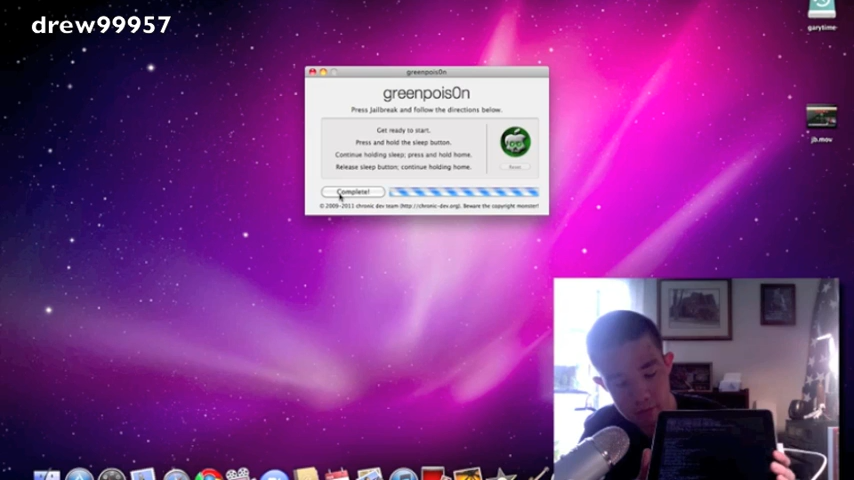 drew99957
garytime
greenpois0n
greenpois0n
Press Jailbreak and follow the directions below.
Get ready to start.
Press and hold the sleep button.
Continue holding sleep; press and hold home.
Release sleep button; continue holding home.
Reset
Complete!
© 2009-2011 chronic dev team (http://chronic-dev.org). Beware the copyright monster!
jb.mov